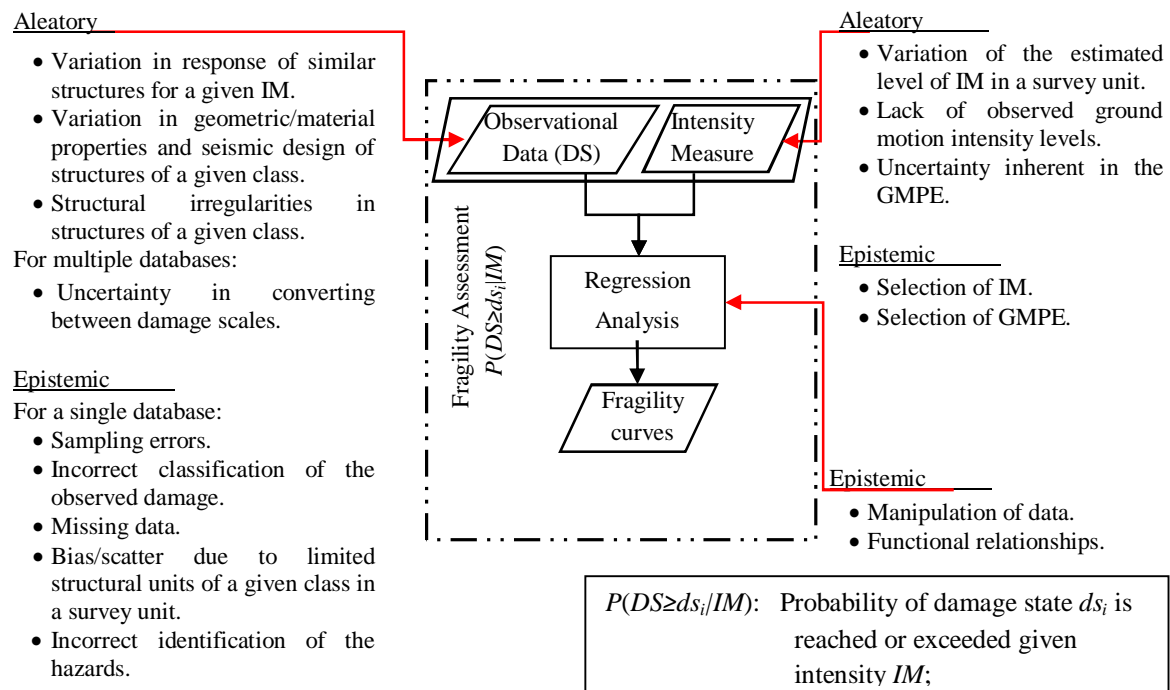 Aleatory
• Variation in response of similar
structures for a given IM.
• Variation in geometric/material
properties and seismic design of
structures of a given class.
• Structural irregularities in
structures of a given class.
For multiple databases:
• Uncertainty in converting
between damage scales.
Epistemic
For a single database:
• Sampling errors.
• Incorrect classification of the
observed damage.
• Missing data.
• Bias/scatter due to limited
structural units of a given class in
a survey unit.
• Incorrect identification of the
hazards.
Fragility Assessment
P(DS≥dsi|IM)
Observational
Data (DS)
Intensity
Measure
Regression
Analysis
Fragility
curves
Aleatory
• Variation of the estimated
level of IM in a survey unit.
• Lack of observed ground
motion intensity levels.
• Uncertainty inherent in the
GMPE.
Epistemic
• Selection of IM.
• Selection of GMPE.
Epistemic
• Manipulation of data.
• Functional relationships.
P(DS≥dsi/IM): Probability of damage state dsi is
reached or exceeded given
intensity IM;